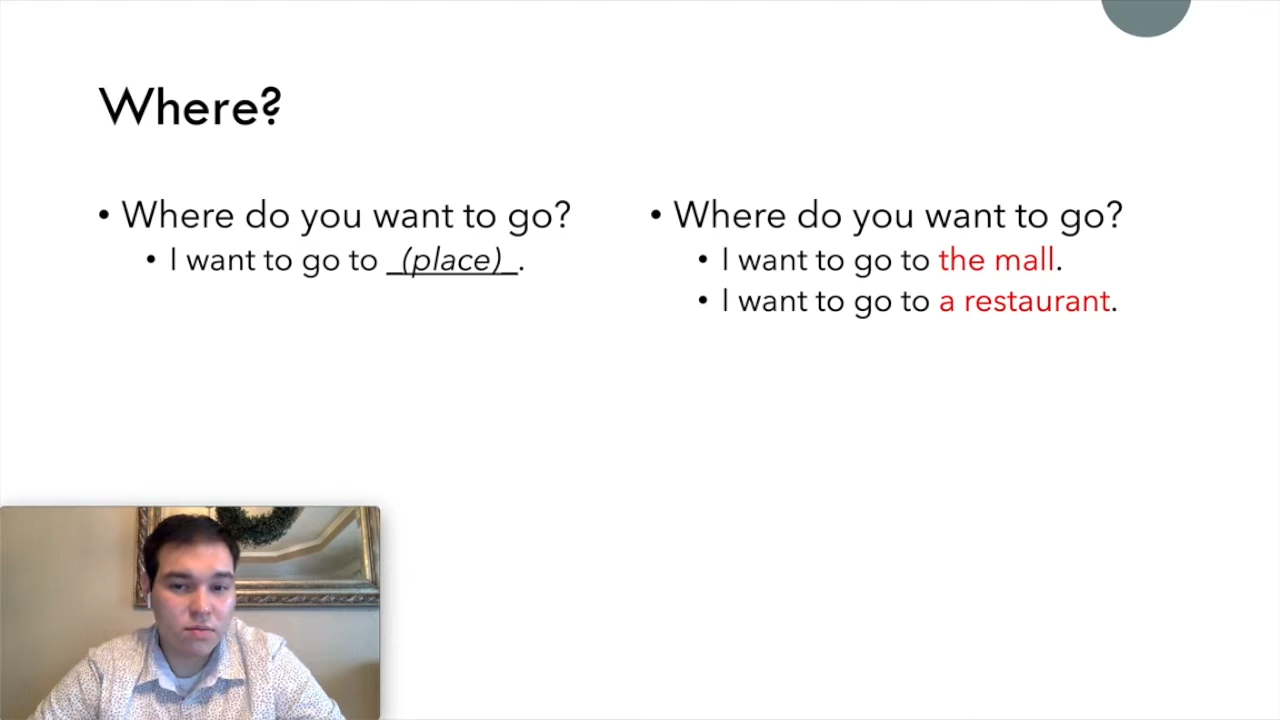 Where?
• Where do you want to go?
• I want to go to _(place)_.
• Where do you want to go?
• I want to go to the mall.
• I want to go to a restaurant.